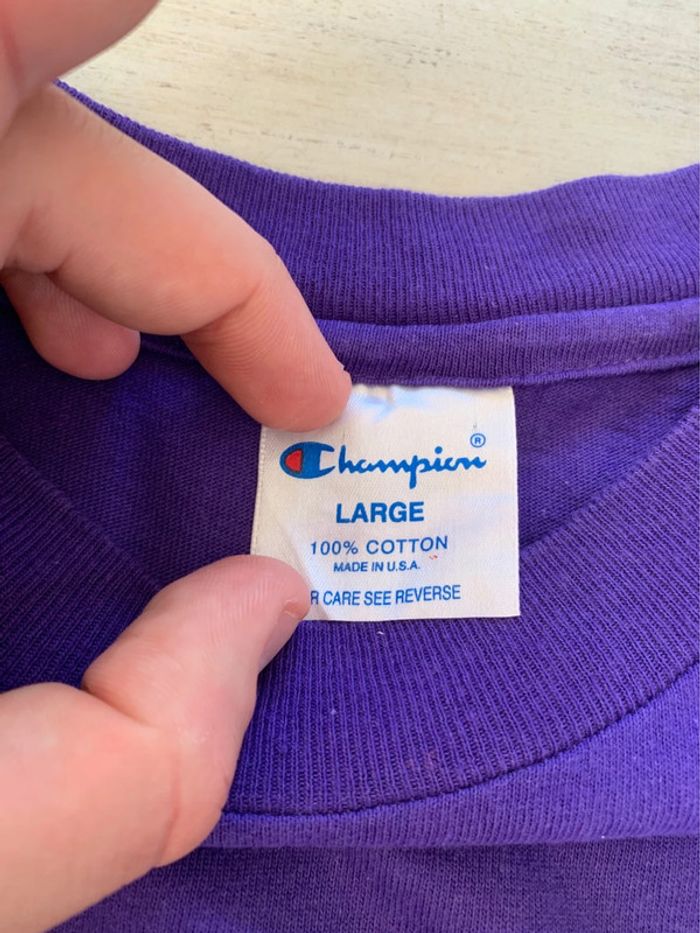 Champion®
LARGE
100% COTTON
MADE IN U.S.A.
R CARE SEE REVERSE